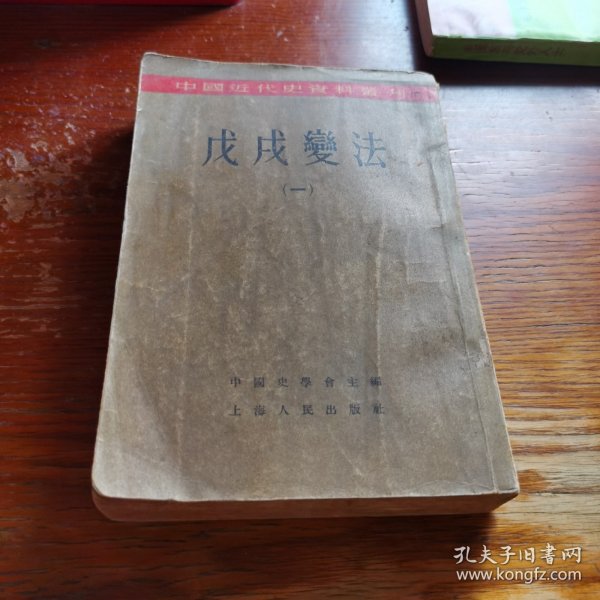 中國近代史資料叢刊
戊戌變法
（一）
中國史學會主編
上海人民出版社
孔夫子旧书网
www.kongfz.com